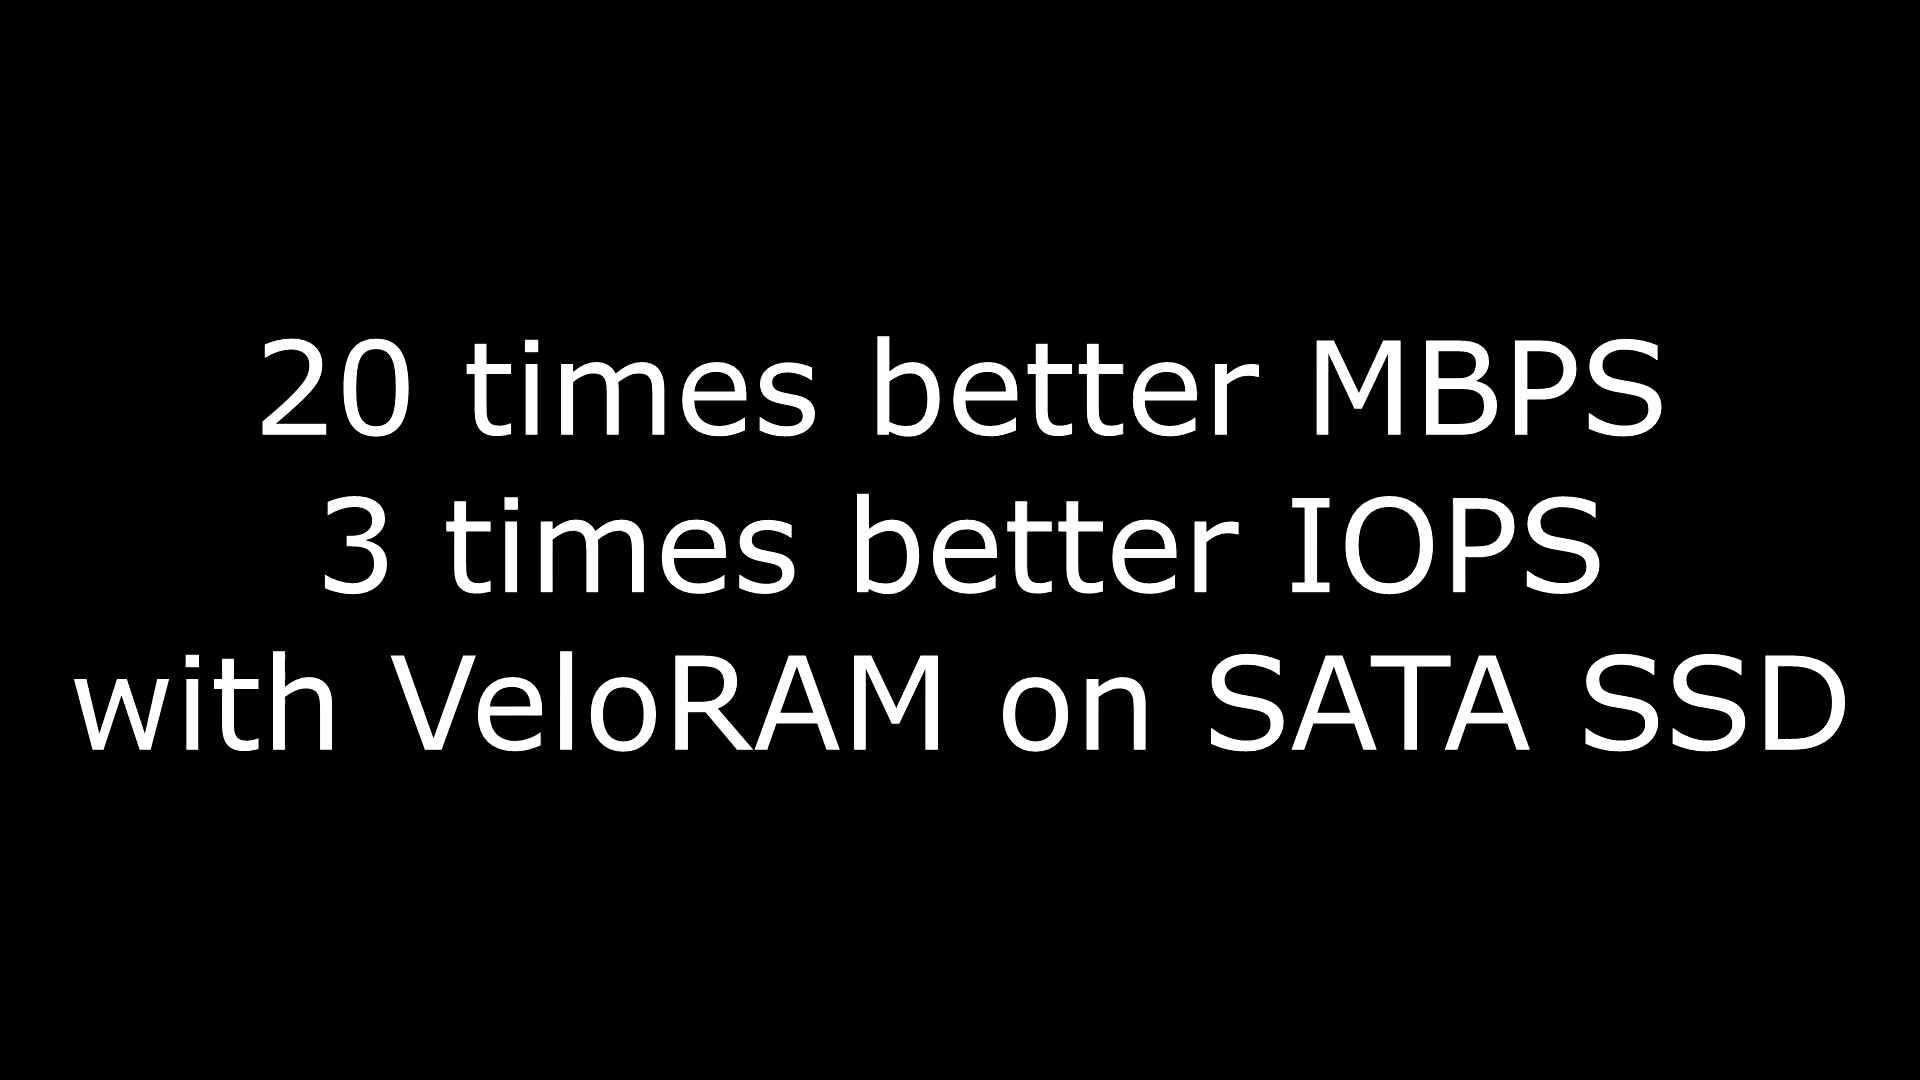 20 times better MBPS
3 times better IOPS
with VeloRAM on SATA SSD